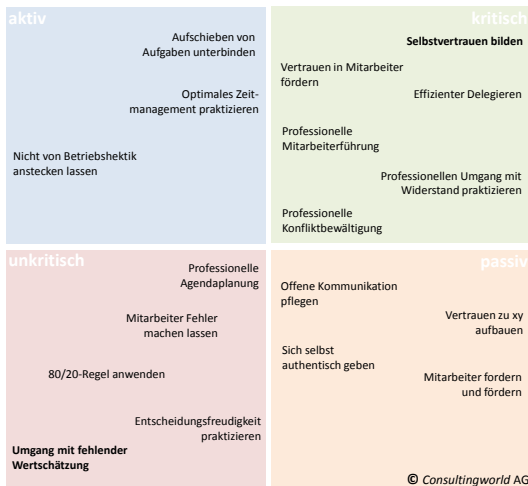 aktiv
Aufschieben von
Aufgaben unterbinden
Optimales Zeit-
management praktizieren
Nicht von Betriebshektik
anstecken lassen
kritisch
Selbstvertrauen bilden
Vertrauen in Mitarbeiter
fördern
Effizienter Delegieren
Professionelle
Mitarbeiterführung
Professionellen Umgang mit
Widerstand praktizieren
Professionelle
Konfliktbewältigung
unkritisch
Professionelle
Agendaplanung
Mitarbeiter Fehler
machen lassen
80/20-Regel anwenden
Entscheidungsfreudigkeit
praktizieren
Umgang mit fehlender
Wertschätzung
passiv
Offene Kommunikation
pflegen
Vertrauen zu xy
aufbauen
Sich selbst
authentisch geben
Mitarbeiter fordern
und fördern
© Consultingworld AG